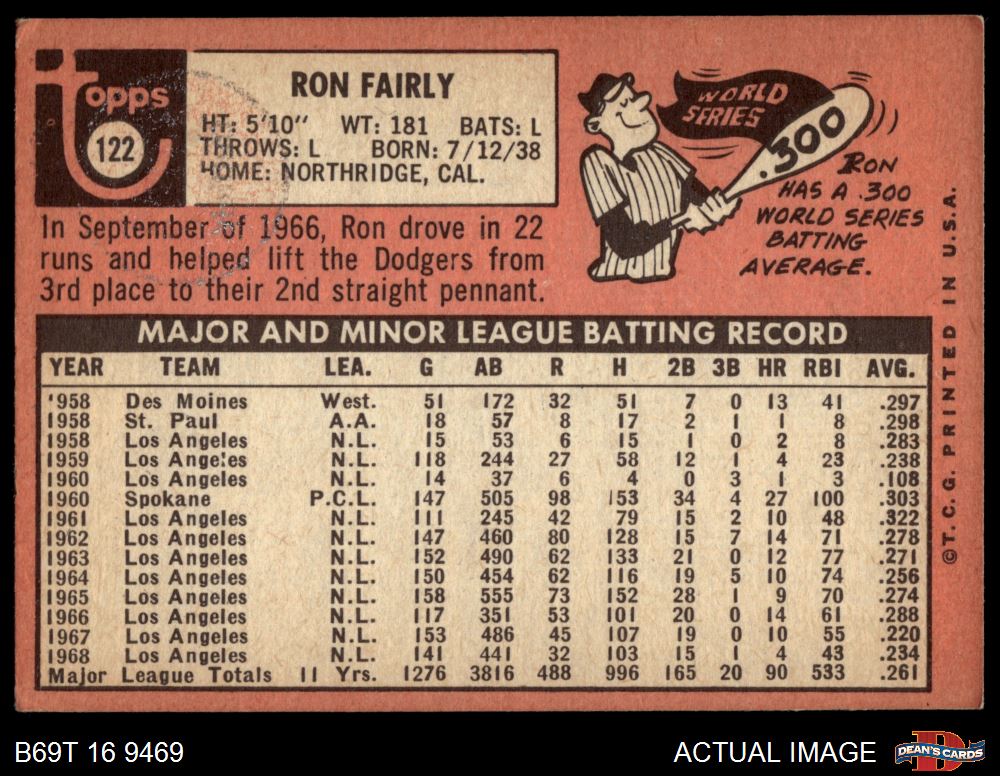 Topps
122
RON FAIRLY
HT: 5'10" WT: 181 BATS: L
THROWS: L BORN: 7/12/38
HOME: NORTHRIDGE, CAL.
WORLD
SERIES
.300
RON
HAS A .300
WORLD SERIES
BATTING
AVERAGE.
In September of 1966, Ron drove in 22
runs and helped lift the Dodgers from
3rd place to their 2nd straight pennant.
MAJOR AND MINOR LEAGUE BATTING RECORD
YEAR TEAM LEA. G AB R H 2B 3B HR RBI AVG.
1958 Des Moines West. 51 172 32 51 7 0 13 41 .297
1958 St. Paul A.A. 18 57 8 17 2 1 1 8 .298
1958 Los Angeles N.L. 15 53 6 15 1 0 2 8 .283
1959 Los Angeles N.L. 118 244 27 58 12 1 4 23 .238
1960 Los Angeles N.L. 14 37 6 4 0 3 1 3 .108
1960 Spokane P.C.L. 147 505 98 153 34 4 27 100 .303
1961 Los Angeles N.L. 111 245 42 79 15 2 10 48 .322
1962 Los Angeles N.L. 147 460 80 128 15 7 14 71 .278
1963 Los Angeles N.L. 152 490 62 133 21 0 12 77 .271
1964 Los Angeles N.L. 150 454 62 116 19 5 10 74 .256
1965 Los Angeles N.L. 158 555 73 152 28 1 9 70 .274
1966 Los Angeles N.L. 117 351 53 101 20 0 14 61 .288
1967 Los Angeles N.L. 153 486 45 107 19 0 10 55 .220
1968 Los Angeles N.L. 141 441 32 103 15 1 4 43 .234
Major League Totals 11 Yrs. 1276 3816 488 996 165 20 90 533 .261
©T.C.G. PRINTED IN U.S.A.
B69T 16 9469
ACTUAL IMAGE
DEAN'S CARDS